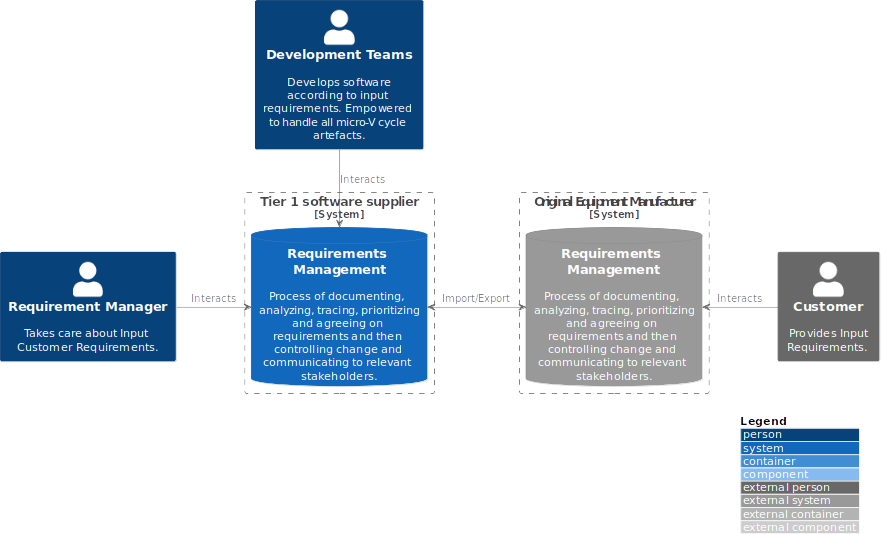 Development Teams
Develops software
according to input
requirements. Empowered
to handle all micro-V cycle
artefacts.
Interacts
Tier 1 software supplier
[System]
Original Equipment Manufacturer
[System]
Requirement Manager
Takes care about Input
Customer Requirements.
Interacts
Requirements
Management
Process of documenting,
analyzing, tracing, prioritizing
and agreeing on
requirements and then
controlling change and
communicating to relevant
stakeholders.
Import/Export
Requirements
Management
Process of documenting,
analyzing, tracing, prioritizing
and agreeing on
requirements and then
controlling change and
communicating to relevant
stakeholders.
Interacts
Customer
Provides Input
Requirements.
Legend
person
system
container
component
external person
external system
external container
external component